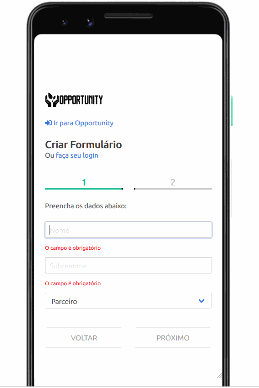 OPPORTUNITY
Ir para Opportunity
Criar Formulário
Ou faça seu login
1 2
Preencha os dados abaixo:
Nome
O campo é obrigatório
Sobrenome
O campo é obrigatório
Parceiro
VOLTAR PRÓXIMO